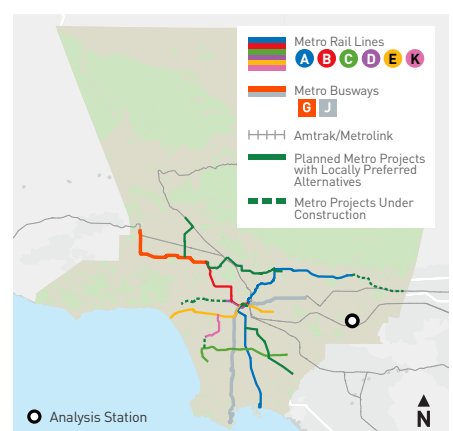 Metro Rail Lines
A B C D E K
Metro Busways
G J
Amtrak/Metrolink
Planned Metro Projects
with Locally Preferred
Alternatives
Metro Projects Under
Construction
Analysis Station
N